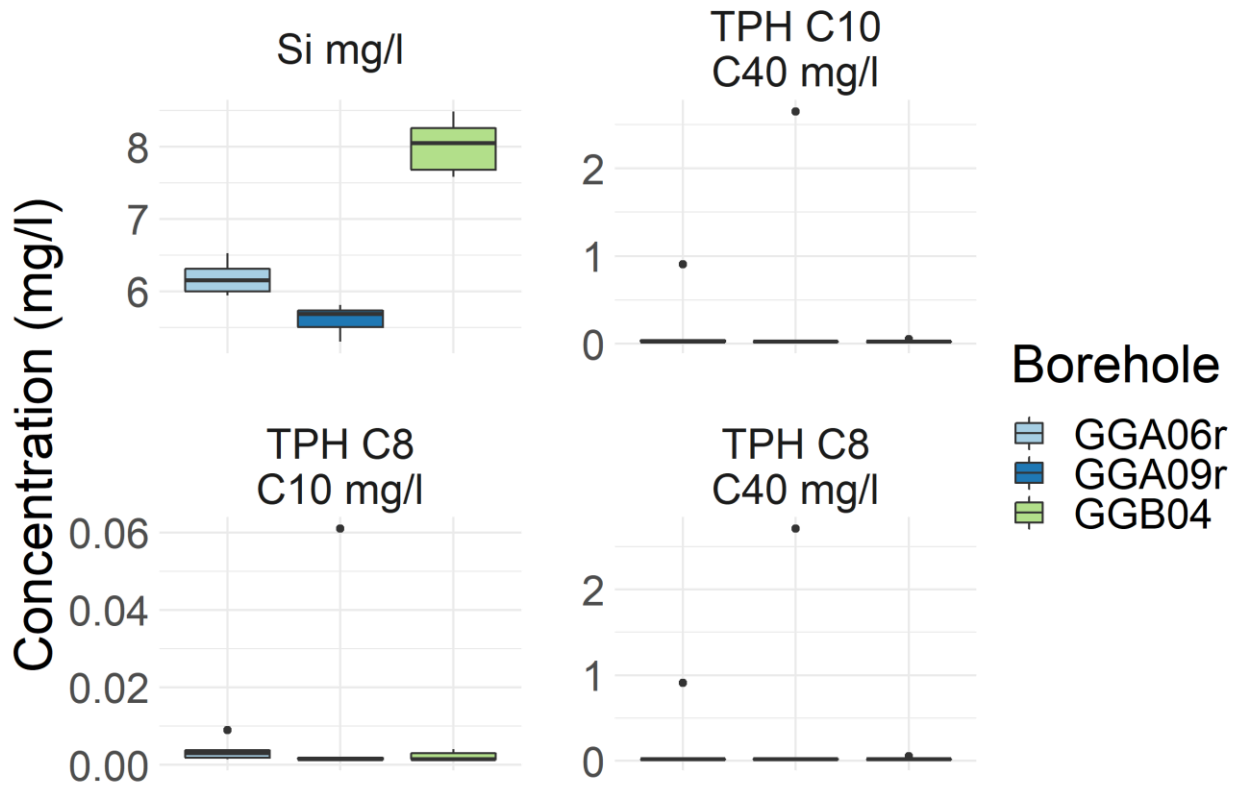 Concentration (mg/l)
Si mg/l
8
7
6
TPH C10
C40 mg/l
2
1
0
TPH C8
C10 mg/l
0.06
0.04
0.02
0.00
TPH C8
C40 mg/l
2
1
0
Borehole
GGA06r
GGA09r
GGB04